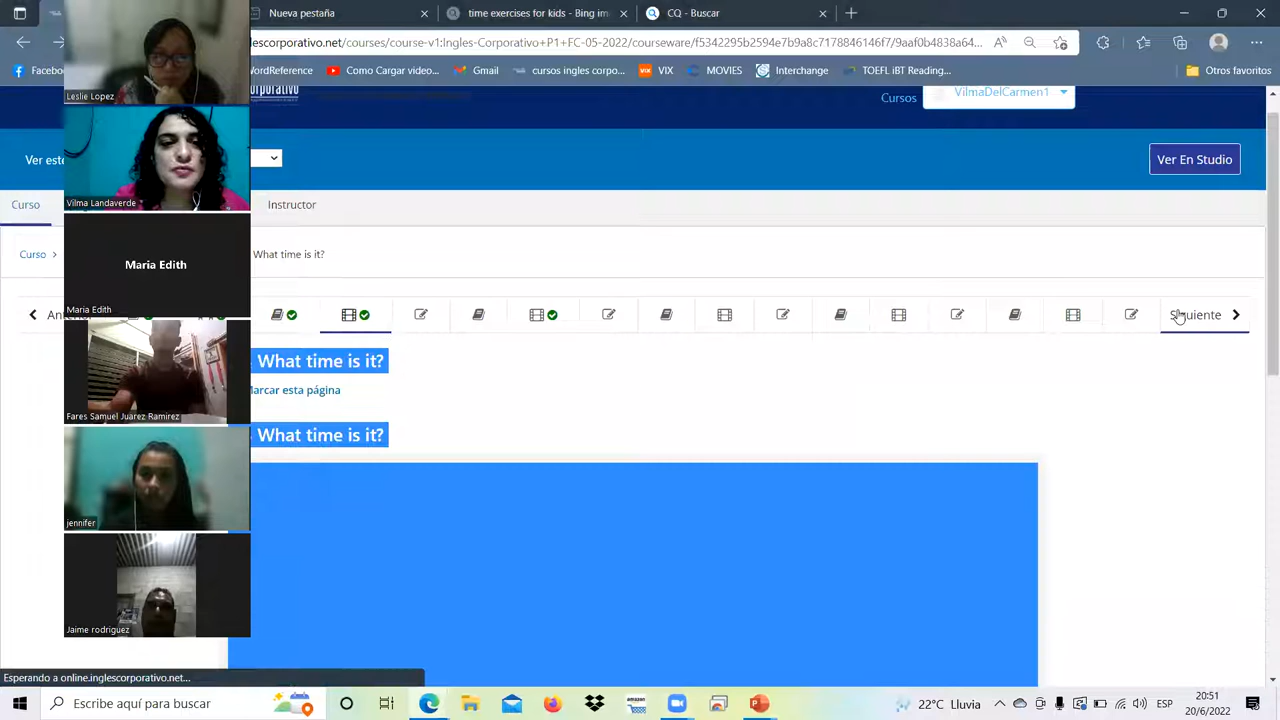 Nueva pestaña
time exercises for kids - Bing im
CQ - Buscar
lescorporativo.net/courses/course-v1:Ingles-Corporativo+P1+FC-05-2022/courseware/f5342295b2594e7b9a8c7178846146f7/9aaf0b4838a64...
Facebo
WordReference
Como Cargar video...
Gmail
cursos ingles corpo...
VIX
MOVIES
Interchange
TOEFL iBT Reading...
Otros favoritos
Cursos
VilmaDelCarmen1
Ver est
Ver En Studio
Curso
Instructor
Curso
What time is it?
Siguiente
What time is it?
Marcar esta página
What time is it?
Leslie Lopez
Vilma Landaverde
Maria Edith
Maria Edith
Fares Samuel Juarez Ramirez
jennifer
Jaime rodriguez
Esperando a online.inglescorporativo.net...
Escribe aquí para buscar
amazon
22°C Lluvia
ESP
20:51
20/6/2022